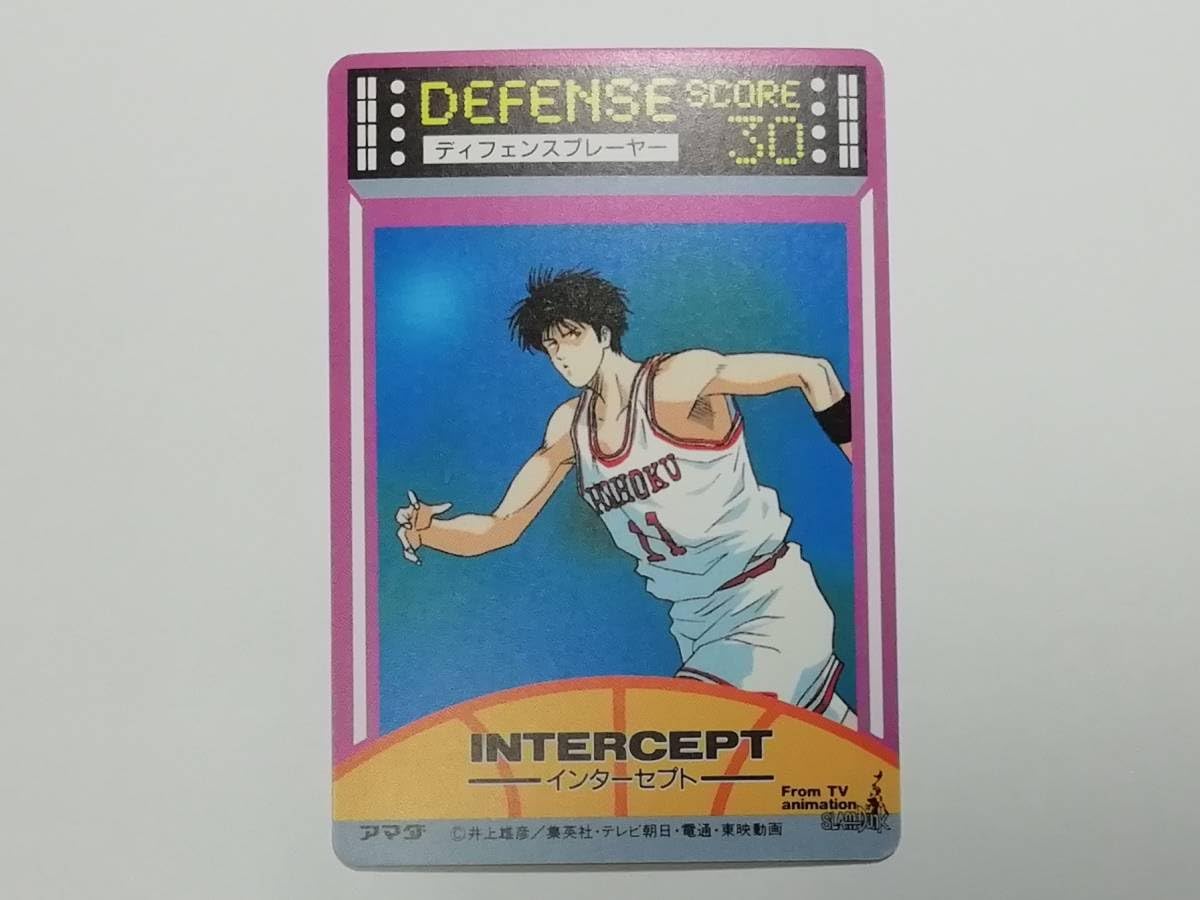 DEFENSE SCORE
ディフェンスプレーヤー 30
HOKU
11
INTERCEPT
インターセプト
From TV
animation
SLAM DUNK
アマダ ©井上雄彦/集英社・テレビ朝日・電通・東映動画